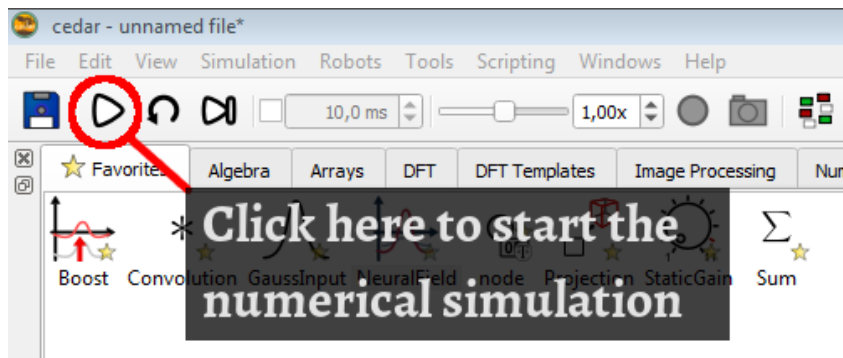 cedar - unnamed file*
File Edit View Simulation Robots Tools Scripting Windows Help
10,0 ms 1,00x
Favorites Algebra Arrays DFT DFT Templates Image Processing Num
Click here to start the
Boost Convolution GaussInput NeuralField node Projection StaticGain Sum
numerical simulation